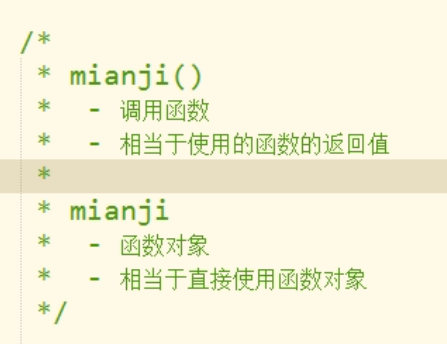 /*
* mianji()
* - 调用函数
* - 相当于使用的函数的返回值
*
* mianji
* - 函数对象
* - 相当于直接使用函数对象
*/